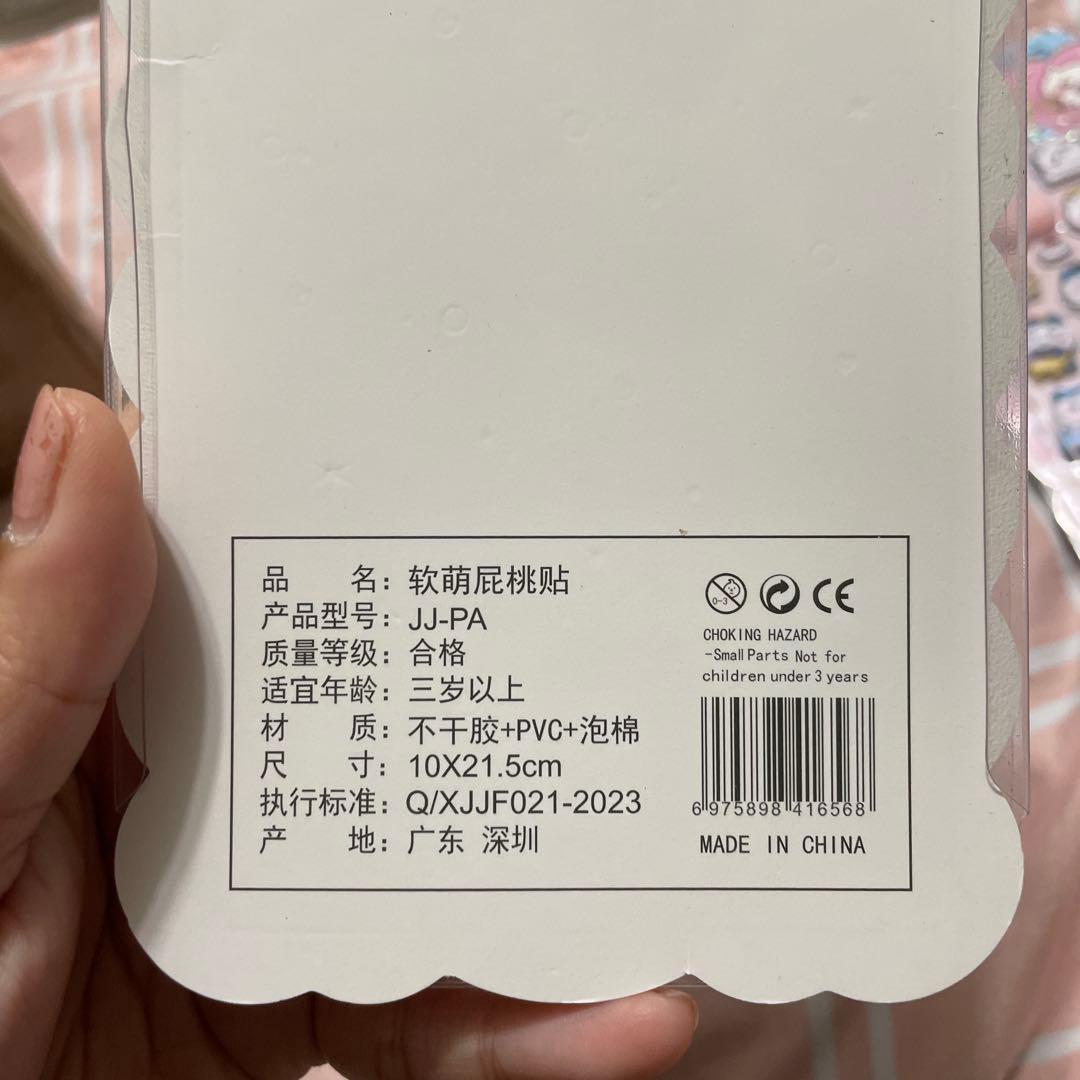 品 名：软萌屁桃贴
产品型号：JJ-PA
质量等级：合格
适宜年龄：三岁以上
材 质：不干胶+PVC+泡棉
尺 寸：10X21.5cm
执行标准：Q/XJJF021-2023
产 地：广东 深圳
0-3
CE
CHOKING HAZARD
-Small Parts Not for
children under 3 years
6 975898 416568
MADE IN CHINA